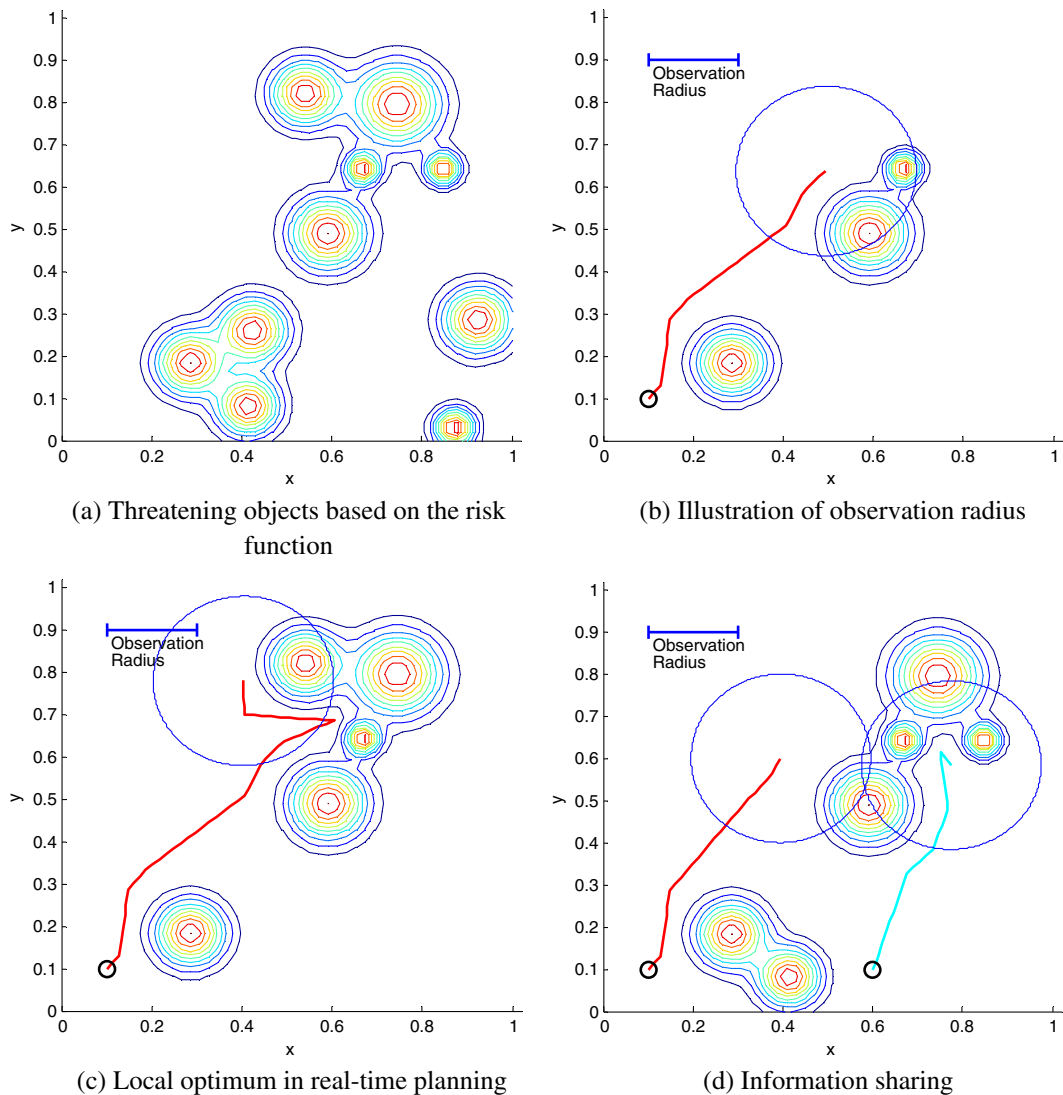 1
0.9
0.8
0.7
0.6
0.5
0.4
0.3
0.2
0.1
0
y
0 0.2 0.4 0.6 0.8 1
x
(a) Threatening objects based on the risk
function
1
0.9
0.8
0.7
0.6
0.5
0.4
0.3
0.2
0.1
0
y
Observation
Radius
0 0.2 0.4 0.6 0.8 1
x
(b) Illustration of observation radius
1
0.9
0.8
0.7
0.6
0.5
0.4
0.3
0.2
0.1
0
y
Observation
Radius
0 0.2 0.4 0.6 0.8 1
x
(c) Local optimum in real-time planning
1
0.9
0.8
0.7
0.6
0.5
0.4
0.3
0.2
0.1
0
y
Observation
Radius
0 0.2 0.4 0.6 0.8 1
x
(d) Information sharing